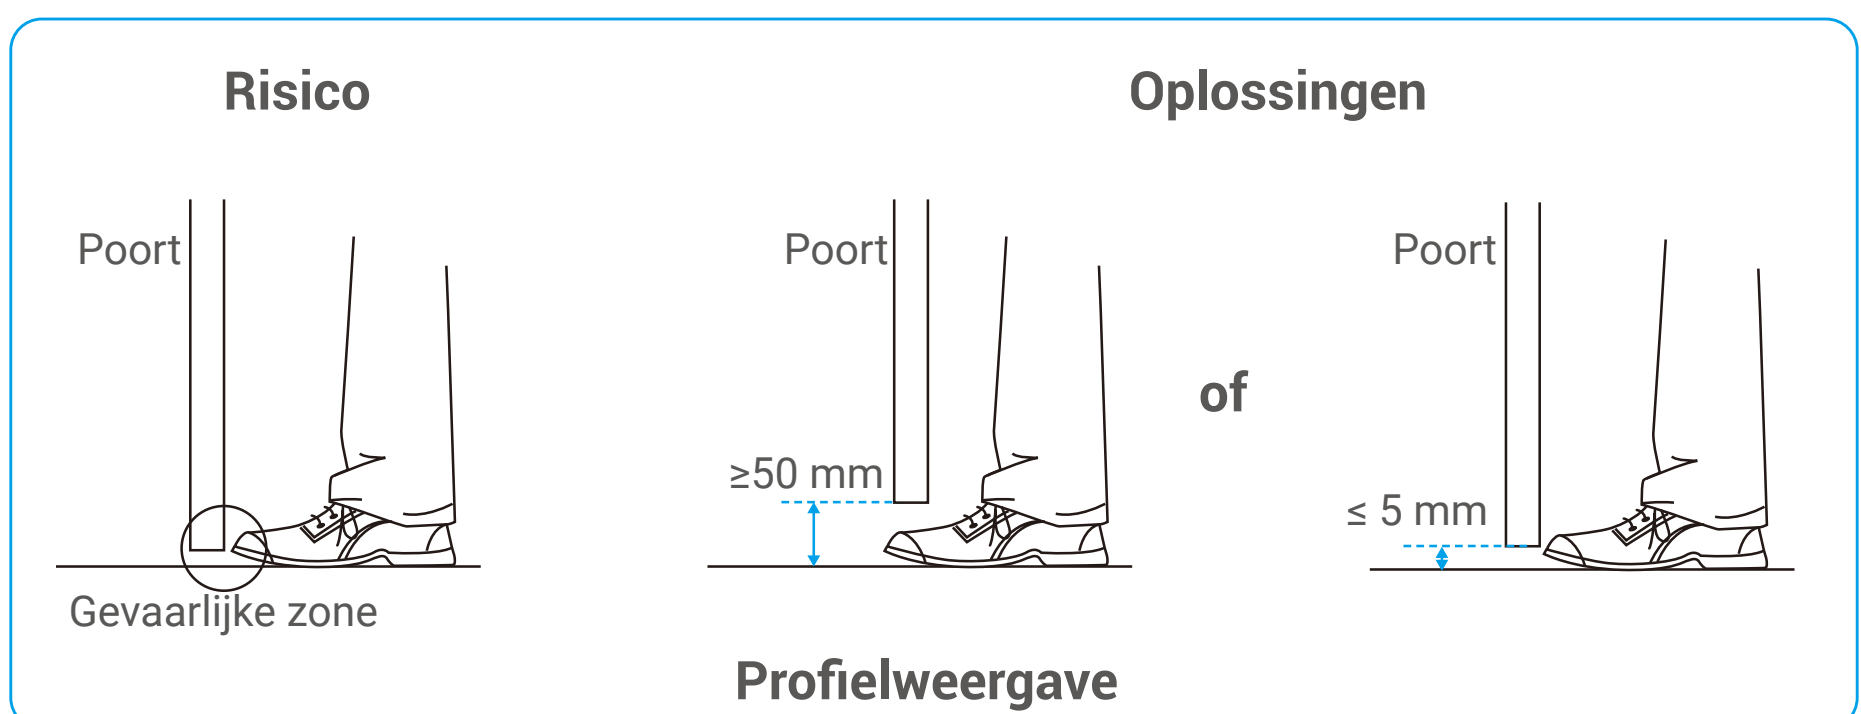 Risico
Oplossingen
Poort
Poort
Poort
of
≥50 mm
≤ 5 mm
Gevaarlijke zone
Profielweergave